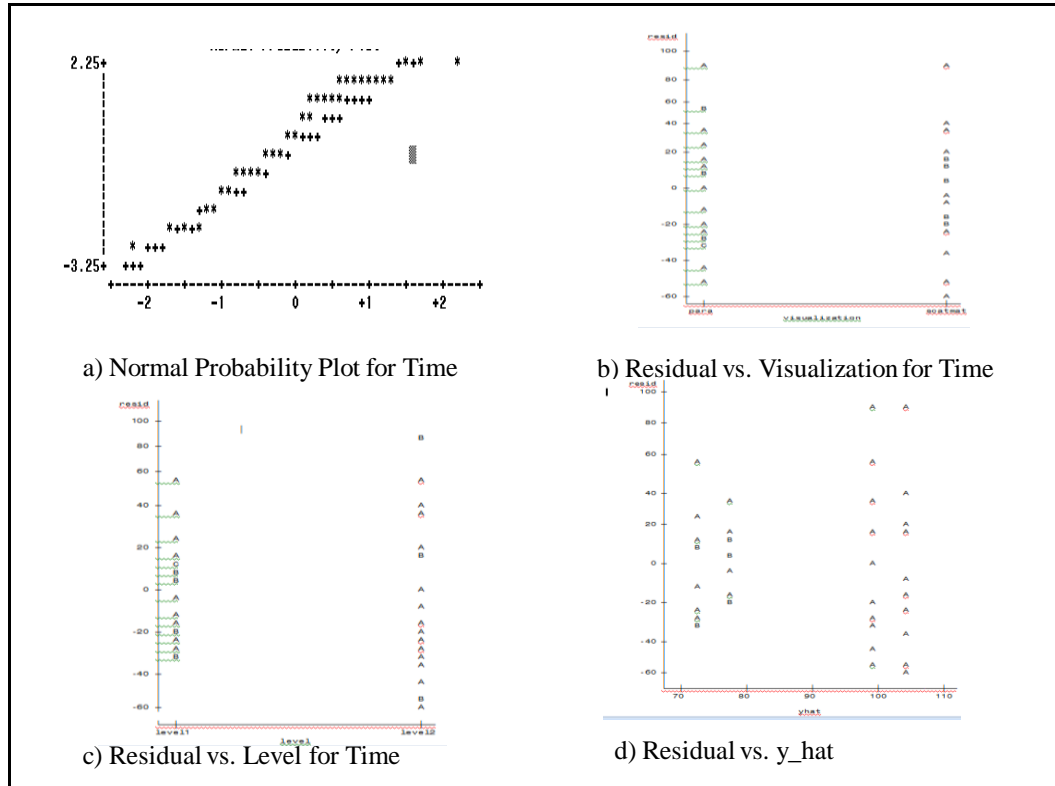 2.25+
-3.25+
-2 -1 0 +1 +2
a) Normal Probability Plot for Time
resid
100
A A
80
60
B
40 A
A A
A
20 A
A B
A B
B
B
0 A
A
A
A
B
-20 A B
A A
B
C
A
-40
A
A A
-60 A
para scatmat
visualization
b) Residual vs. Visualization for Time
resid
100
B
80
60
A A
40 A
A A
A
20 A
A B
C
B
B
0 A
A
A
A
A A
-20 B A
A A
A A
B A
A
-40
A
B
-60 A
level1 level2
level
c) Residual vs. Level for Time
resid
100
A A
80
60
A A
40 A
A A
A
20 A
A A A
A B
B
B
0 A
A
A
A
A A
-20 B A
A A
B A
B A
A
-40
A
A A
-60 A
70 80 90 100 110
yhat
d) Residual vs. y_hat